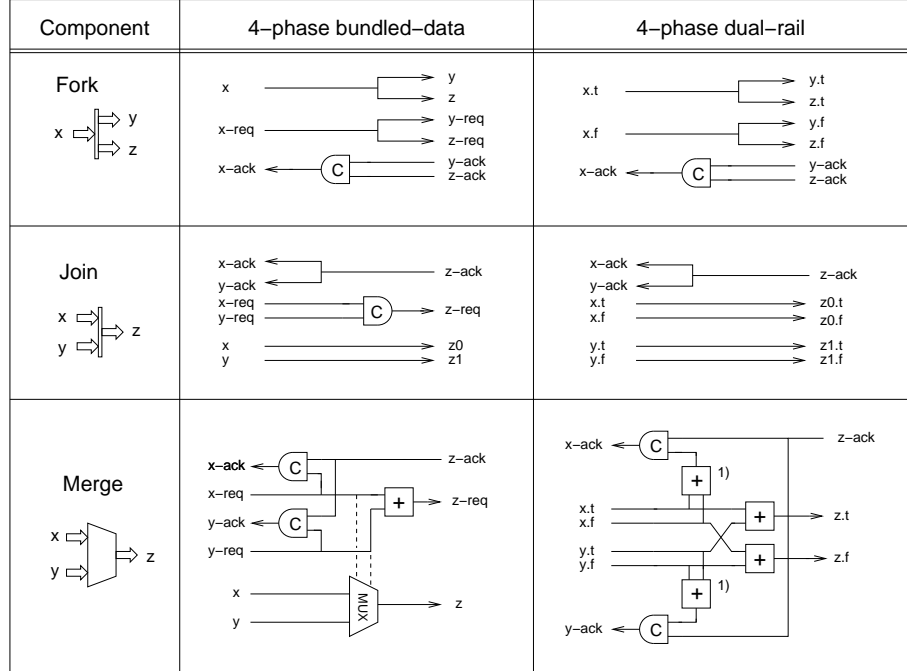 Component
4–phase bundled–data
4–phase dual–rail
Fork
x
y
z
x
y
z
x–req
y–req
z–req
x–ack
C
y–ack
z–ack
x.t
y.t
z.t
x.f
y.f
z.f
x–ack
C
y–ack
z–ack
Join
x
y
z
x–ack
y–ack
z–ack
x–req
y–req
C
z–req
x
z0
y
z1
x–ack
y–ack
z–ack
x.t
z0.t
x.f
z0.f
y.t
z1.t
y.f
z1.f
Merge
x
y
z
x–ack
C
z–ack
x–req
+
z–req
y–ack
C
y–req
x
y
MUX
z
x–ack
C
z–ack
+
1)
x.t
x.f
+
z.t
y.t
y.f
+
z.f
+
1)
y–ack
C